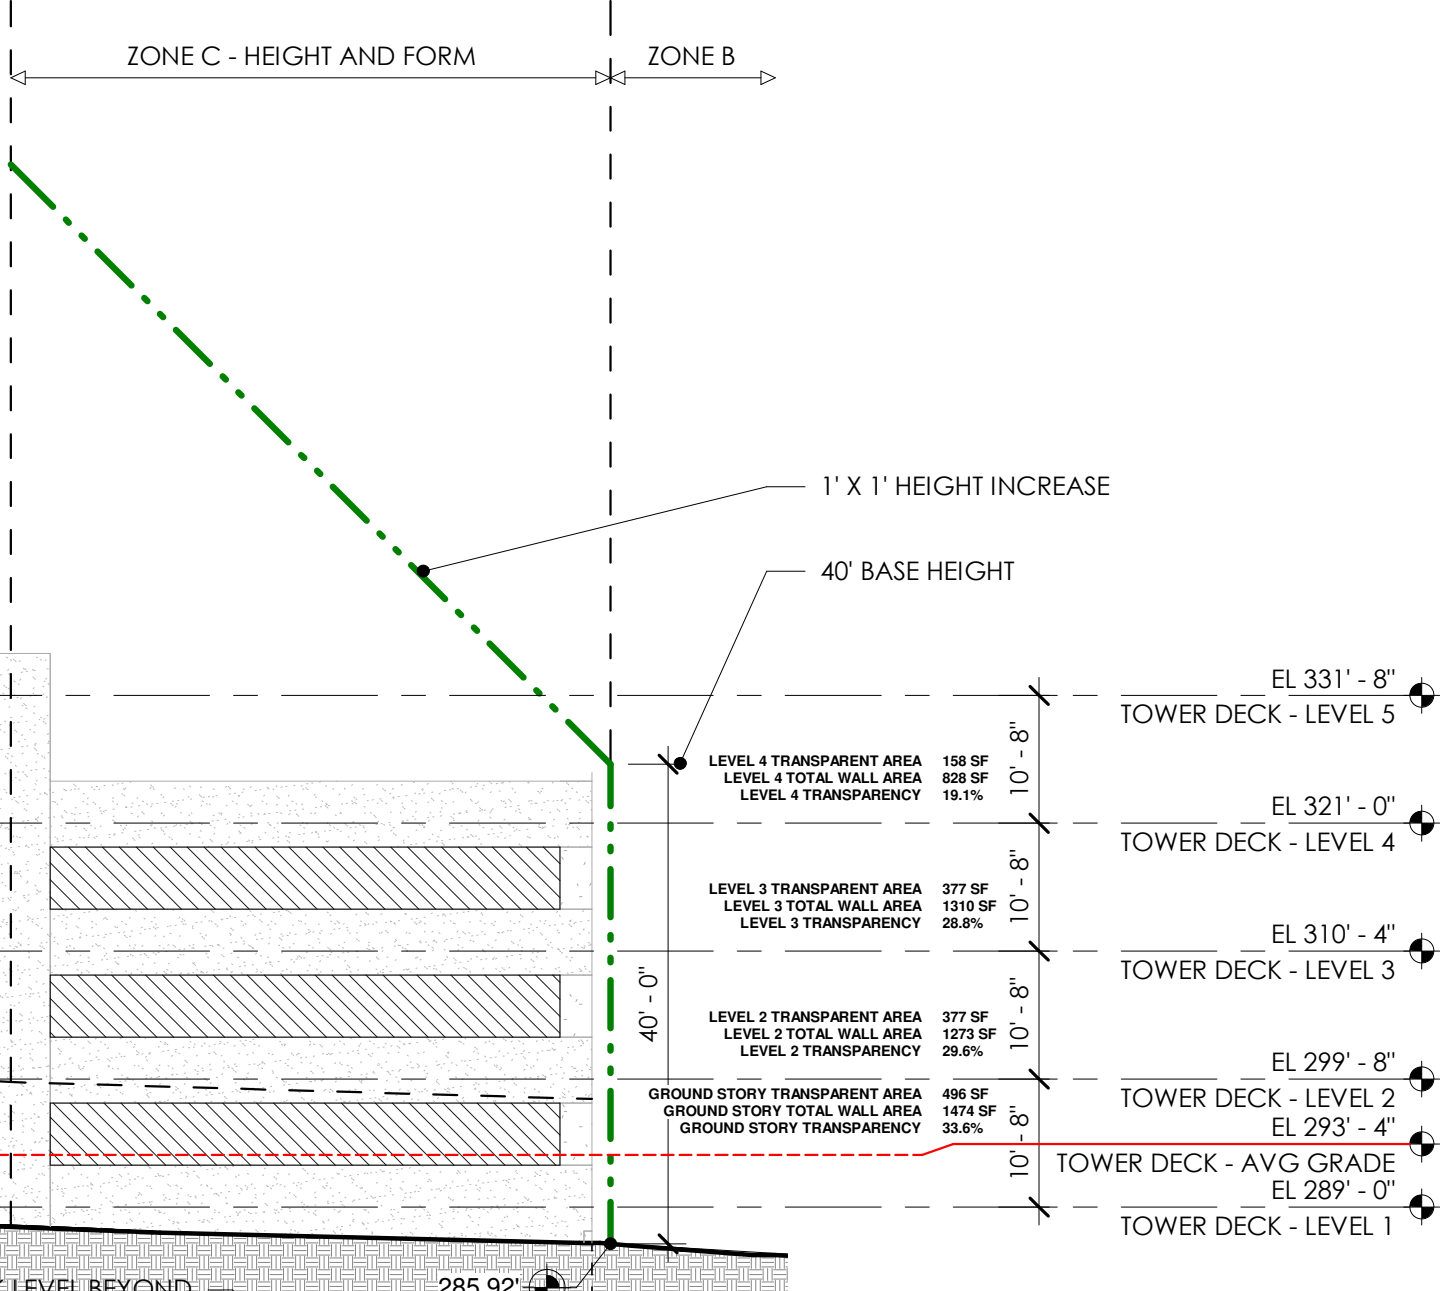 ZONE C - HEIGHT AND FORM
ZONE B
1' X 1' HEIGHT INCREASE
40' BASE HEIGHT
EL 331' - 8"
TOWER DECK - LEVEL 5
10' - 8"
LEVEL 4 TRANSPARENT AREA 158 SF
LEVEL 4 TOTAL WALL AREA 828 SF
LEVEL 4 TRANSPARENCY 19.1%
EL 321' - 0"
TOWER DECK - LEVEL 4
10' - 8"
LEVEL 3 TRANSPARENT AREA 377 SF
LEVEL 3 TOTAL WALL AREA 1310 SF
LEVEL 3 TRANSPARENCY 28.8%
EL 310' - 4"
TOWER DECK - LEVEL 3
40' - 0"
10' - 8"
LEVEL 2 TRANSPARENT AREA 377 SF
LEVEL 2 TOTAL WALL AREA 1273 SF
LEVEL 2 TRANSPARENCY 29.6%
EL 299' - 8"
TOWER DECK - LEVEL 2
GROUND STORY TRANSPARENT AREA 496 SF
GROUND STORY TOTAL WALL AREA 1474 SF
GROUND STORY TRANSPARENCY 33.6%
10' - 8"
EL 293' - 4"
TOWER DECK - AVG GRADE
EL 289' - 0"
TOWER DECK - LEVEL 1
LEVEL BEYOND
285.92'